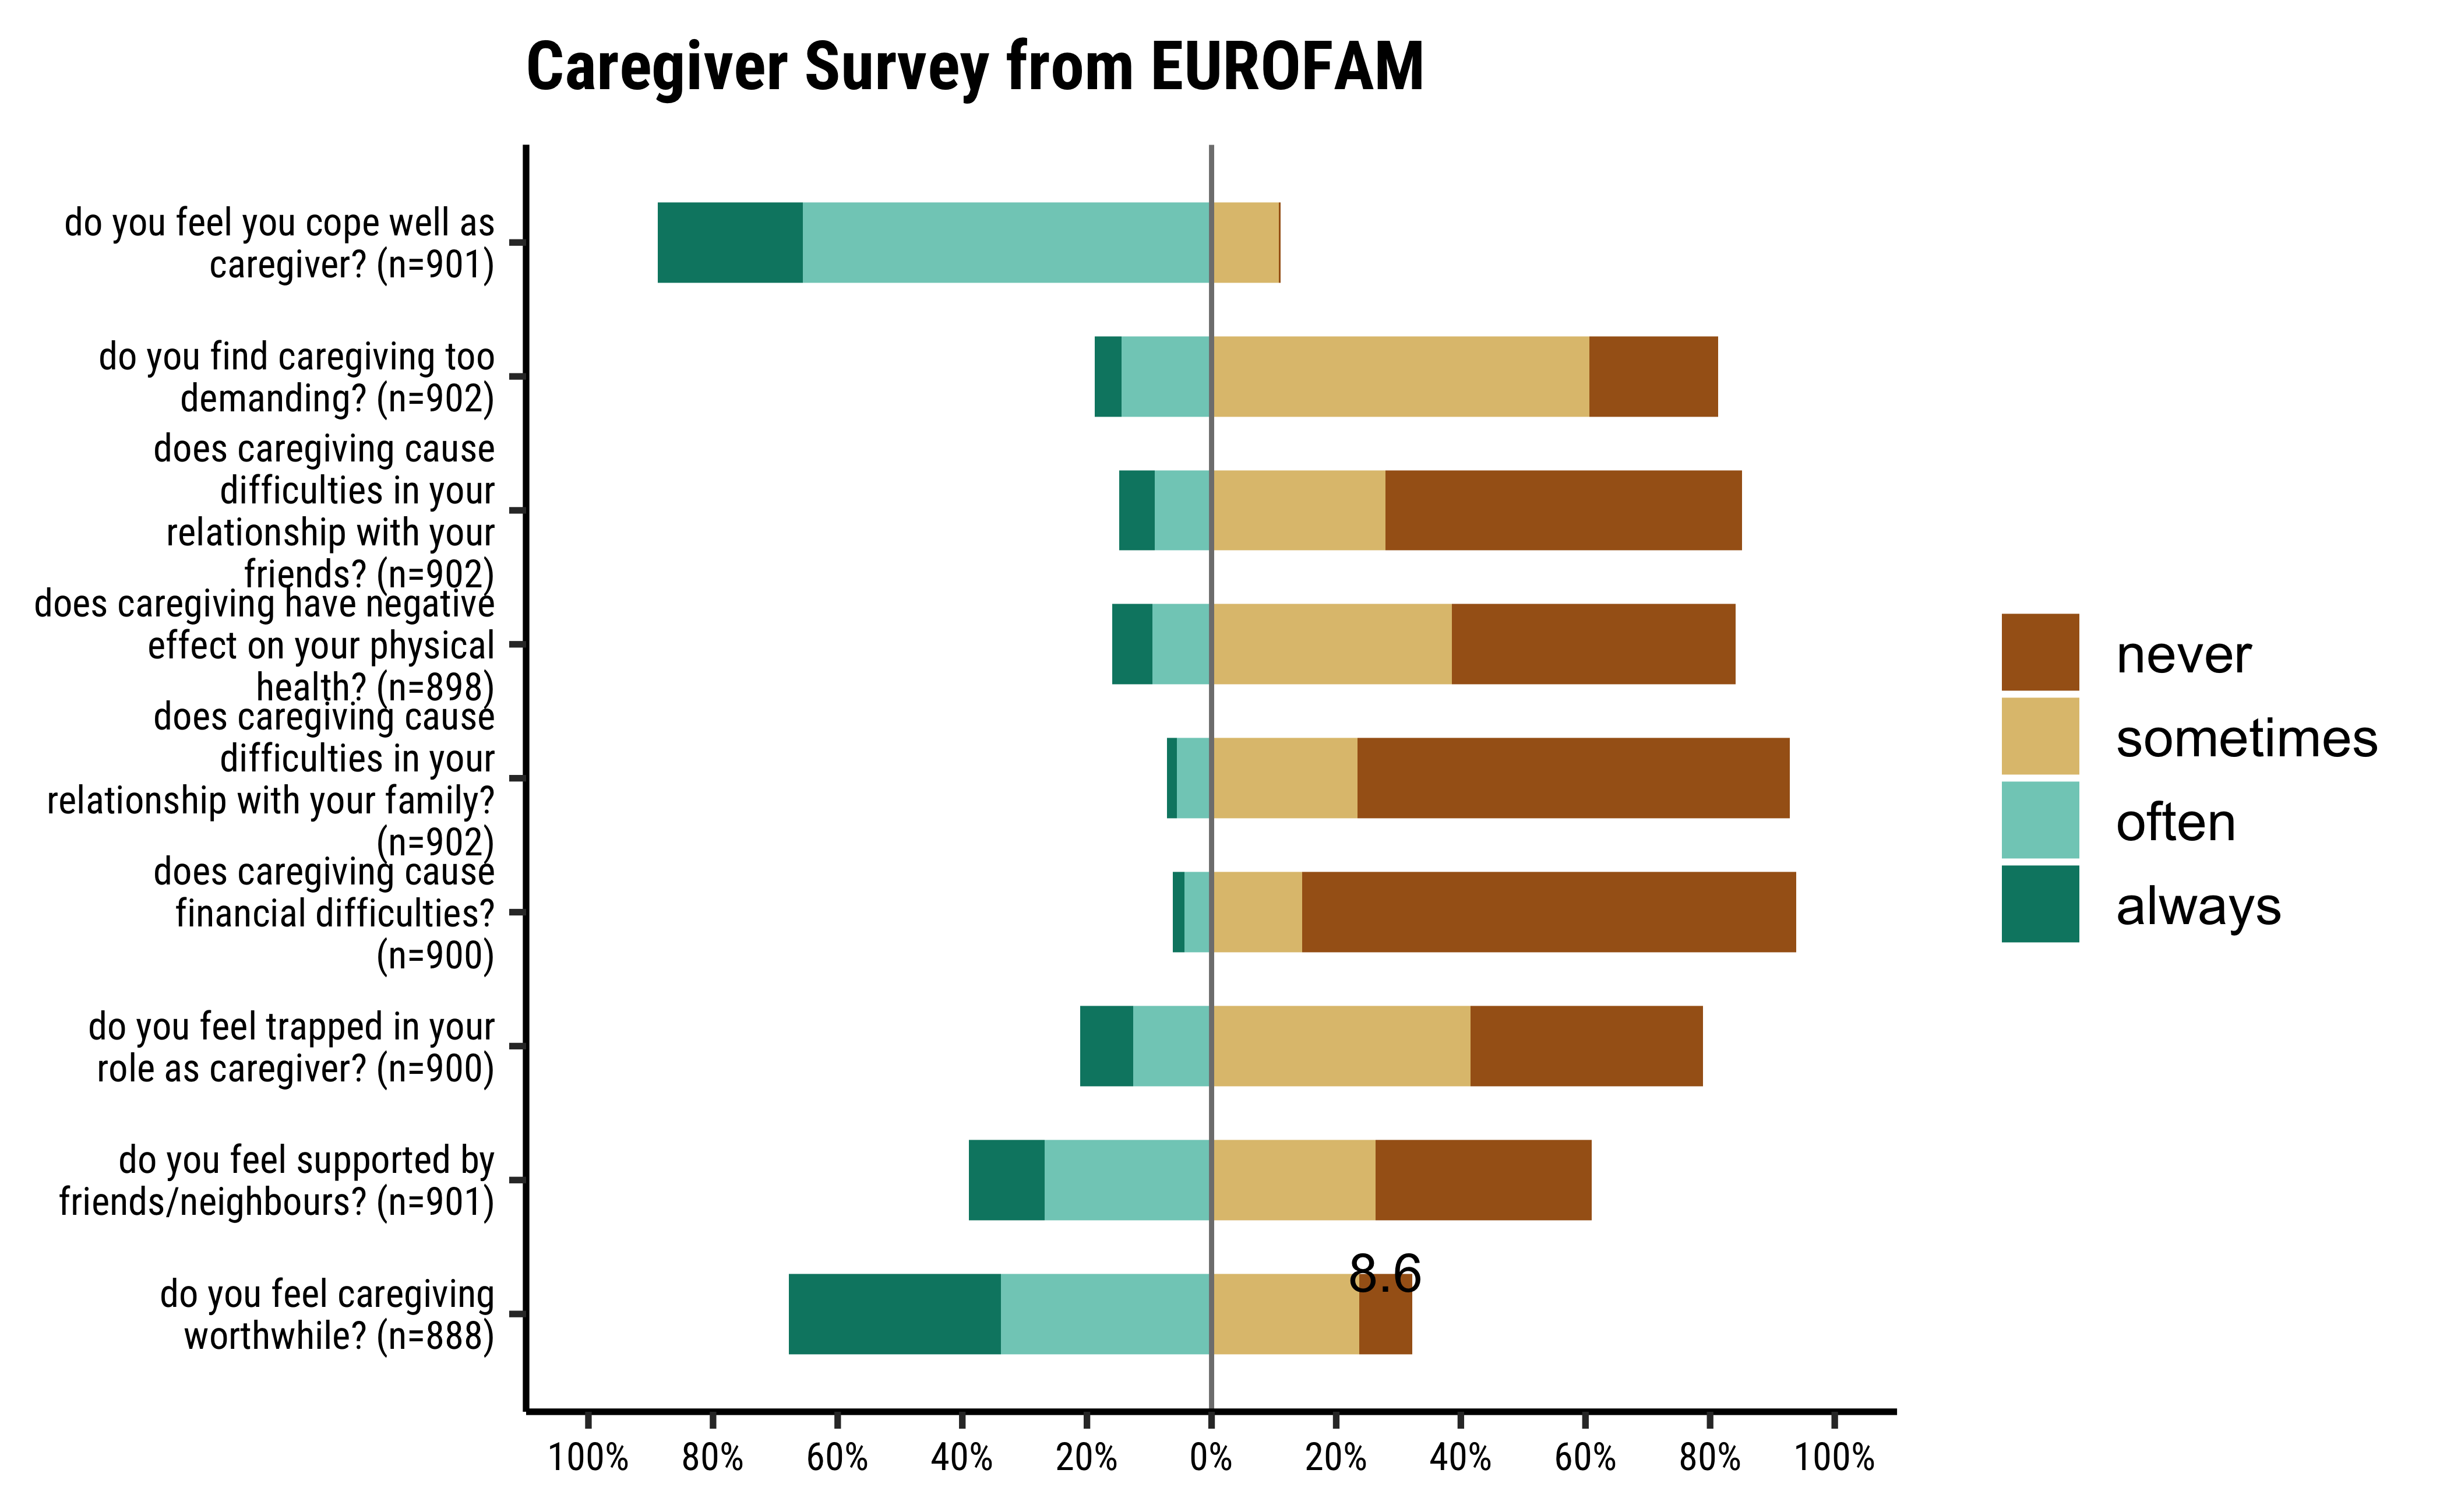 Caregiver Survey from EUROFAM
do you feel you cope well as
caregiver? (n=901)
do you find caregiving too
demanding? (n=902)
does caregiving cause
difficulties in your
relationship with your
friends? (n=902)
does caregiving have negative
effect on your physical
health? (n=898)
does caregiving cause
difficulties in your
relationship with your family?
(n=902)
does caregiving cause
financial difficulties?
(n=900)
do you feel trapped in your
role as caregiver? (n=900)
do you feel supported by
friends/neighbours? (n=901)
do you feel caregiving
worthwhile? (n=888)
8.6
100% 80% 60% 40% 20% 0% 20% 40% 60% 80% 100%
never
sometimes
often
always